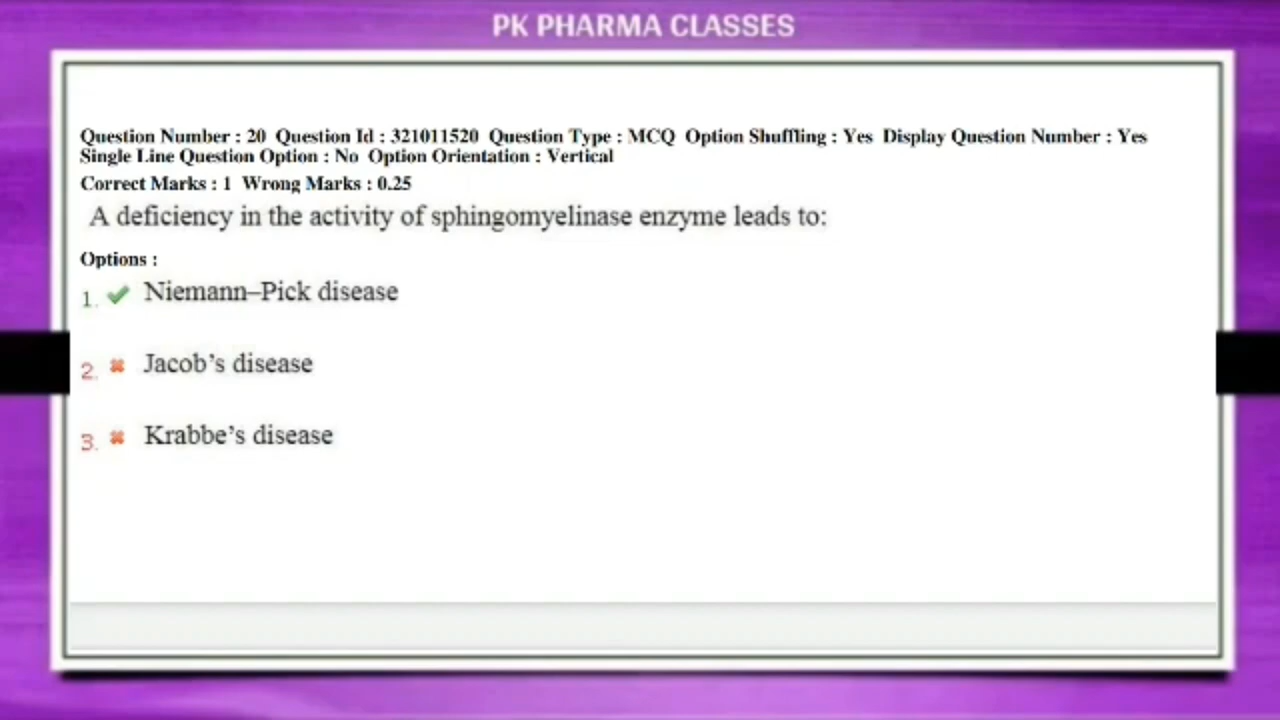 PK PHARMA CLASSES
Question Number : 20 Question Id : 321011520 Question Type : MCQ Option Shuffling : Yes Display Question Number : Yes
Single Line Question Option : No Option Orientation : Vertical
Correct Marks : 1 Wrong Marks : 0.25
A deficiency in the activity of sphingomyelinase enzyme leads to:
Options :
1. Niemann–Pick disease
2. Jacob’s disease
3. Krabbe’s disease